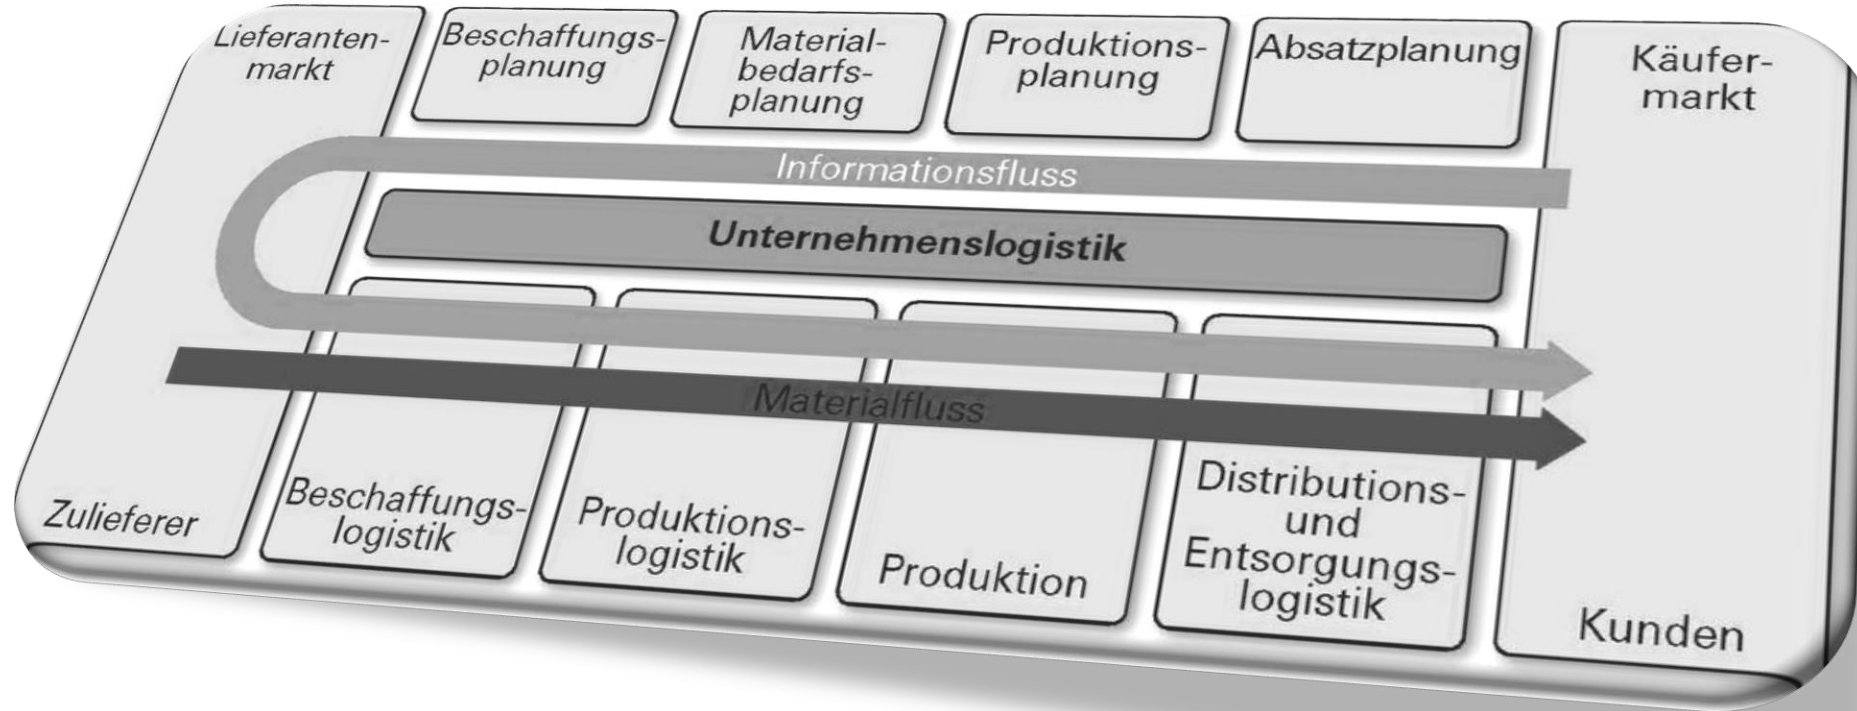 Lieferanten-
markt
Beschaffungs-
planung
Material-
bedarfs-
planung
Produktions-
planung
Absatzplanung
Käufer-
markt
Informationsfluss
Unternehmenslogistik
Materialfluss
Zulieferer
Beschaffungs-
logistik
Produktions-
logistik
Produktion
Distributions-
und
Entsorgungs-
logistik
Kunden